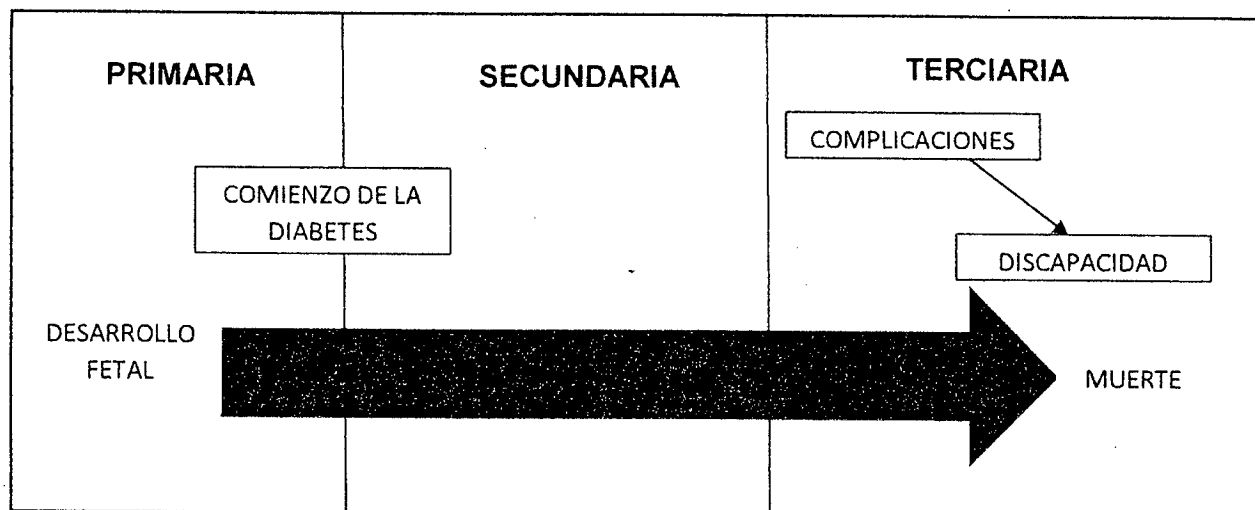 PRIMARIA
SECUNDARIA
TERCIARIA
COMPLICACIONES
COMIENZO DE LA
DIABETES
DISCAPACIDAD
DESARROLLO
FETAL
MUERTE